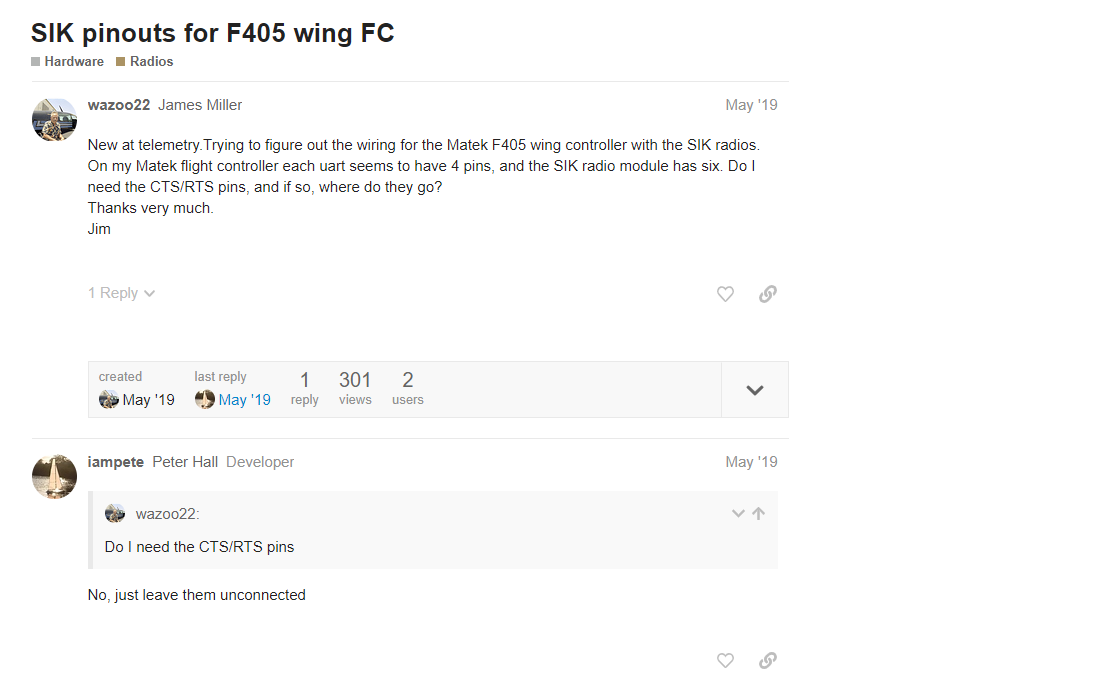 SIK pinouts for F405 wing FC
Hardware Radios
wazoo22 James Miller May '19
New at telemetry.Trying to figure out the wiring for the Matek F405 wing controller with the SIK radios.
On my Matek flight controller each uart seems to have 4 pins, and the SIK radio module has six. Do I
need the CTS/RTS pins, and if so, where do they go?
Thanks very much.
Jim
1 Reply
created last reply 1 301 2
May '19 May '19 reply views users
iampete Peter Hall Developer May '19
wazoo22:
Do I need the CTS/RTS pins
No, just leave them unconnected